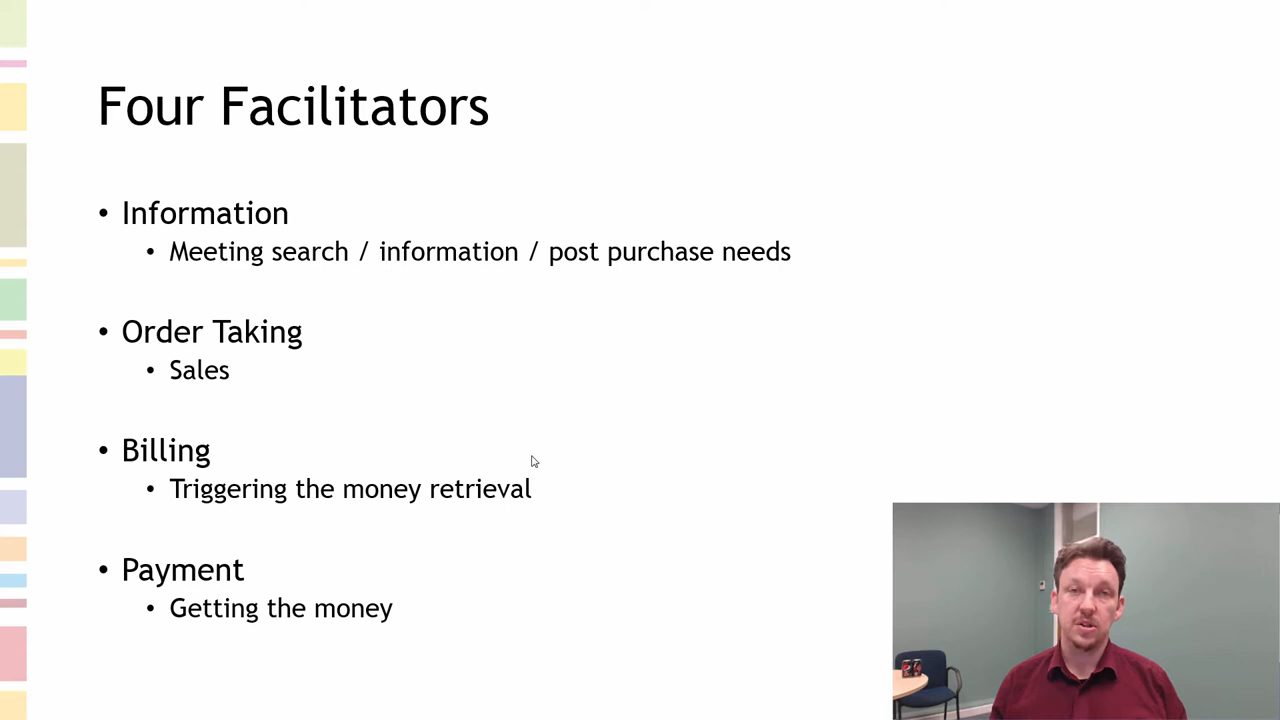 Four Facilitators
• Information
• Meeting search / information / post purchase needs
• Order Taking
• Sales
• Billing
• Triggering the money retrieval
• Payment
• Getting the money